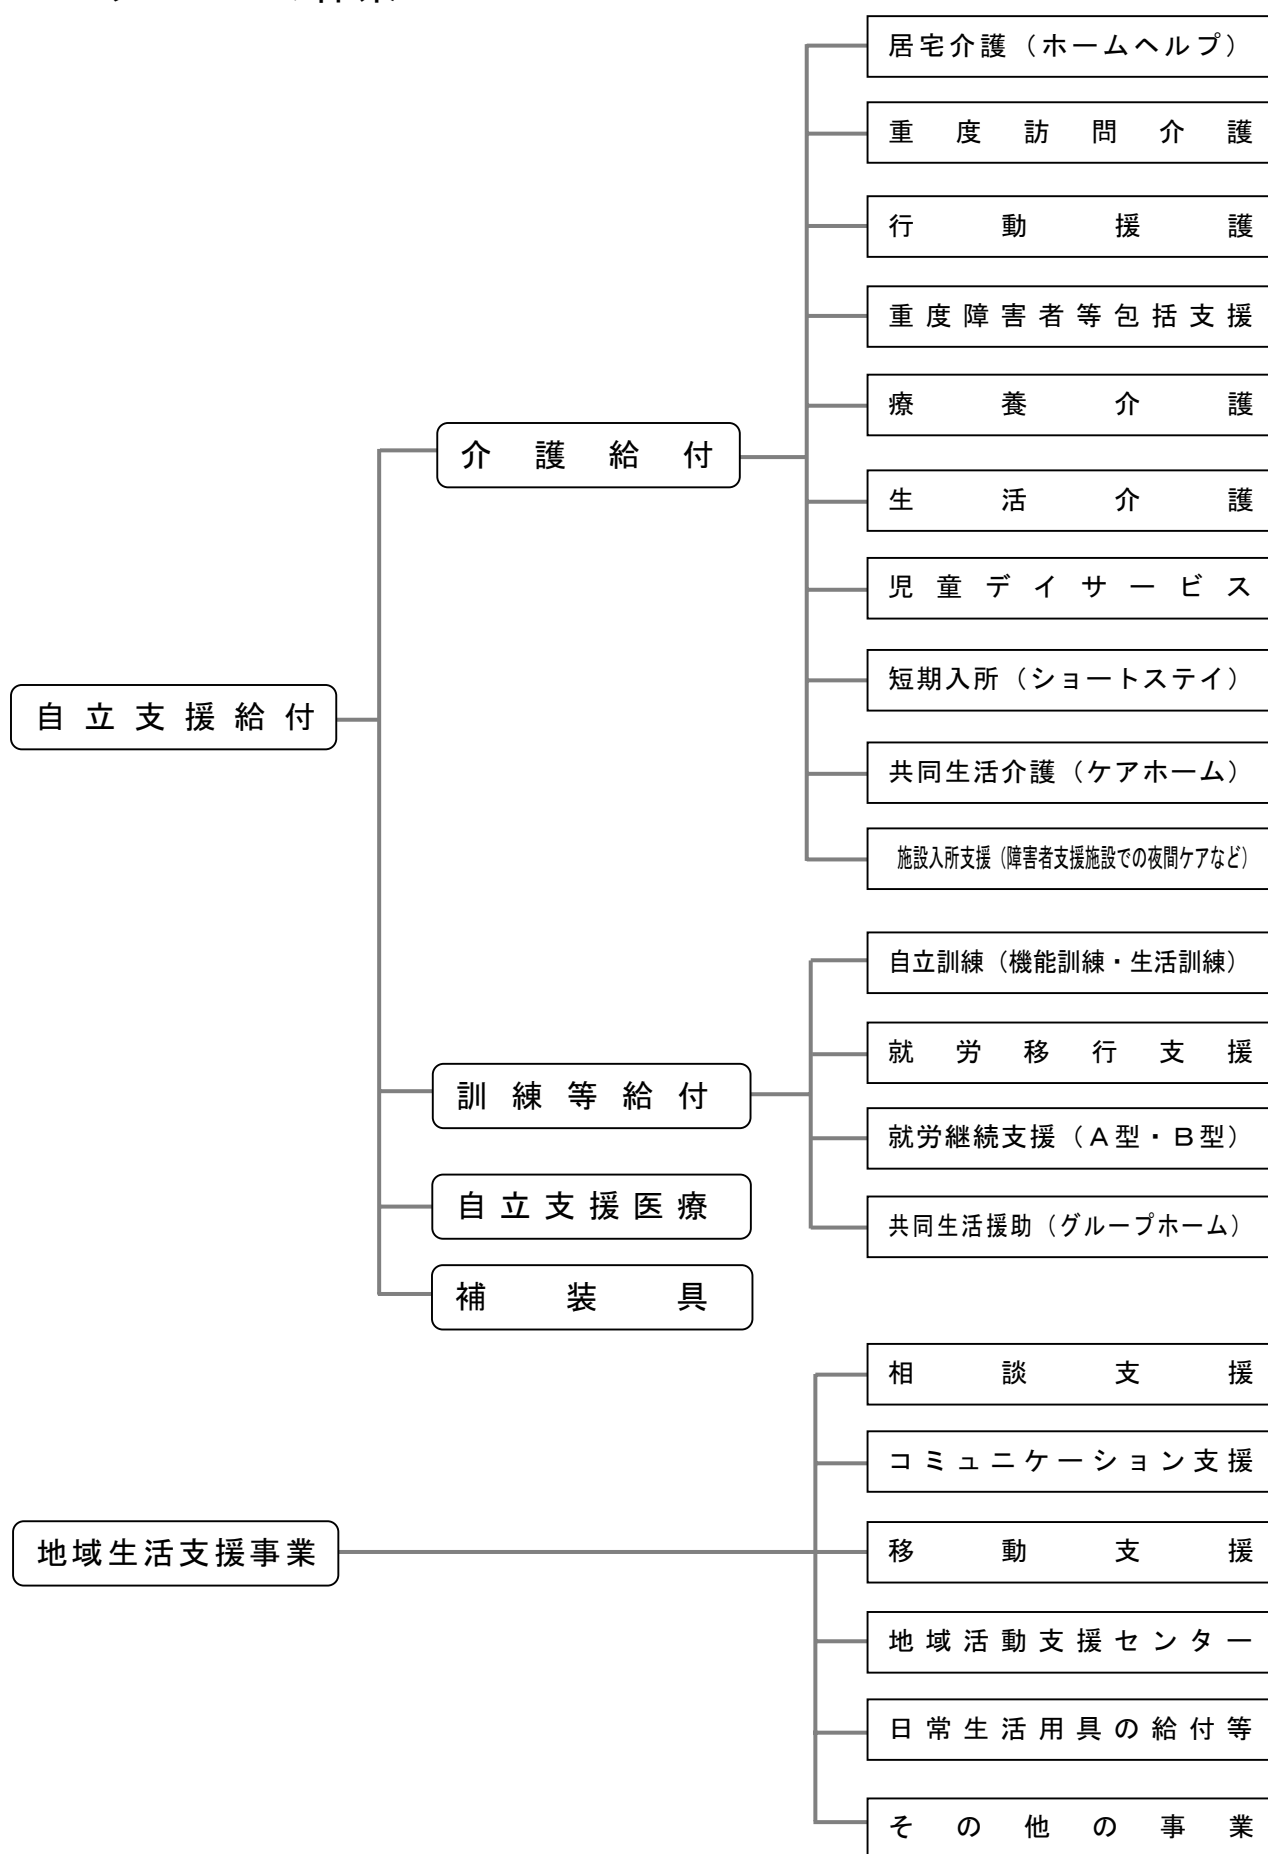 居宅介護（ホームヘルプ）
重度訪問介護
行動援護
重度障害者等包括支援
療養介護
介護給付
生活介護
児童デイサービス
短期入所（ショートステイ）
自立支援給付
共同生活介護（ケアホーム）
施設入所支援（障害者支援施設での夜間ケアなど）
自立訓練（機能訓練・生活訓練）
就労移行支援
訓練等給付
就労継続支援（Ａ型・Ｂ型）
自立支援医療
共同生活援助（グループホーム）
補装具
相談支援
コミュニケーション支援
地域生活支援事業
移動支援
地域活動支援センター
日常生活用具の給付等
その他の事業